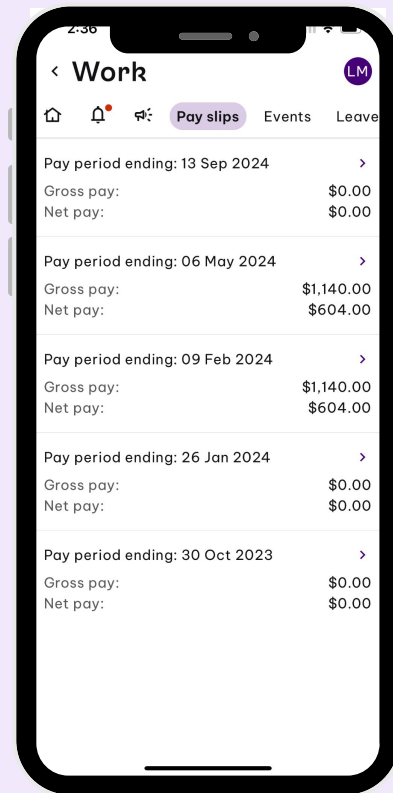 2:36
Work
LM
Pay slips Events Leave
Pay period ending: 13 Sep 2024
Gross pay: $0.00
Net pay: $0.00
Pay period ending: 06 May 2024
Gross pay: $1,140.00
Net pay: $604.00
Pay period ending: 09 Feb 2024
Gross pay: $1,140.00
Net pay: $604.00
Pay period ending: 26 Jan 2024
Gross pay: $0.00
Net pay: $0.00
Pay period ending: 30 Oct 2023
Gross pay: $0.00
Net pay: $0.00